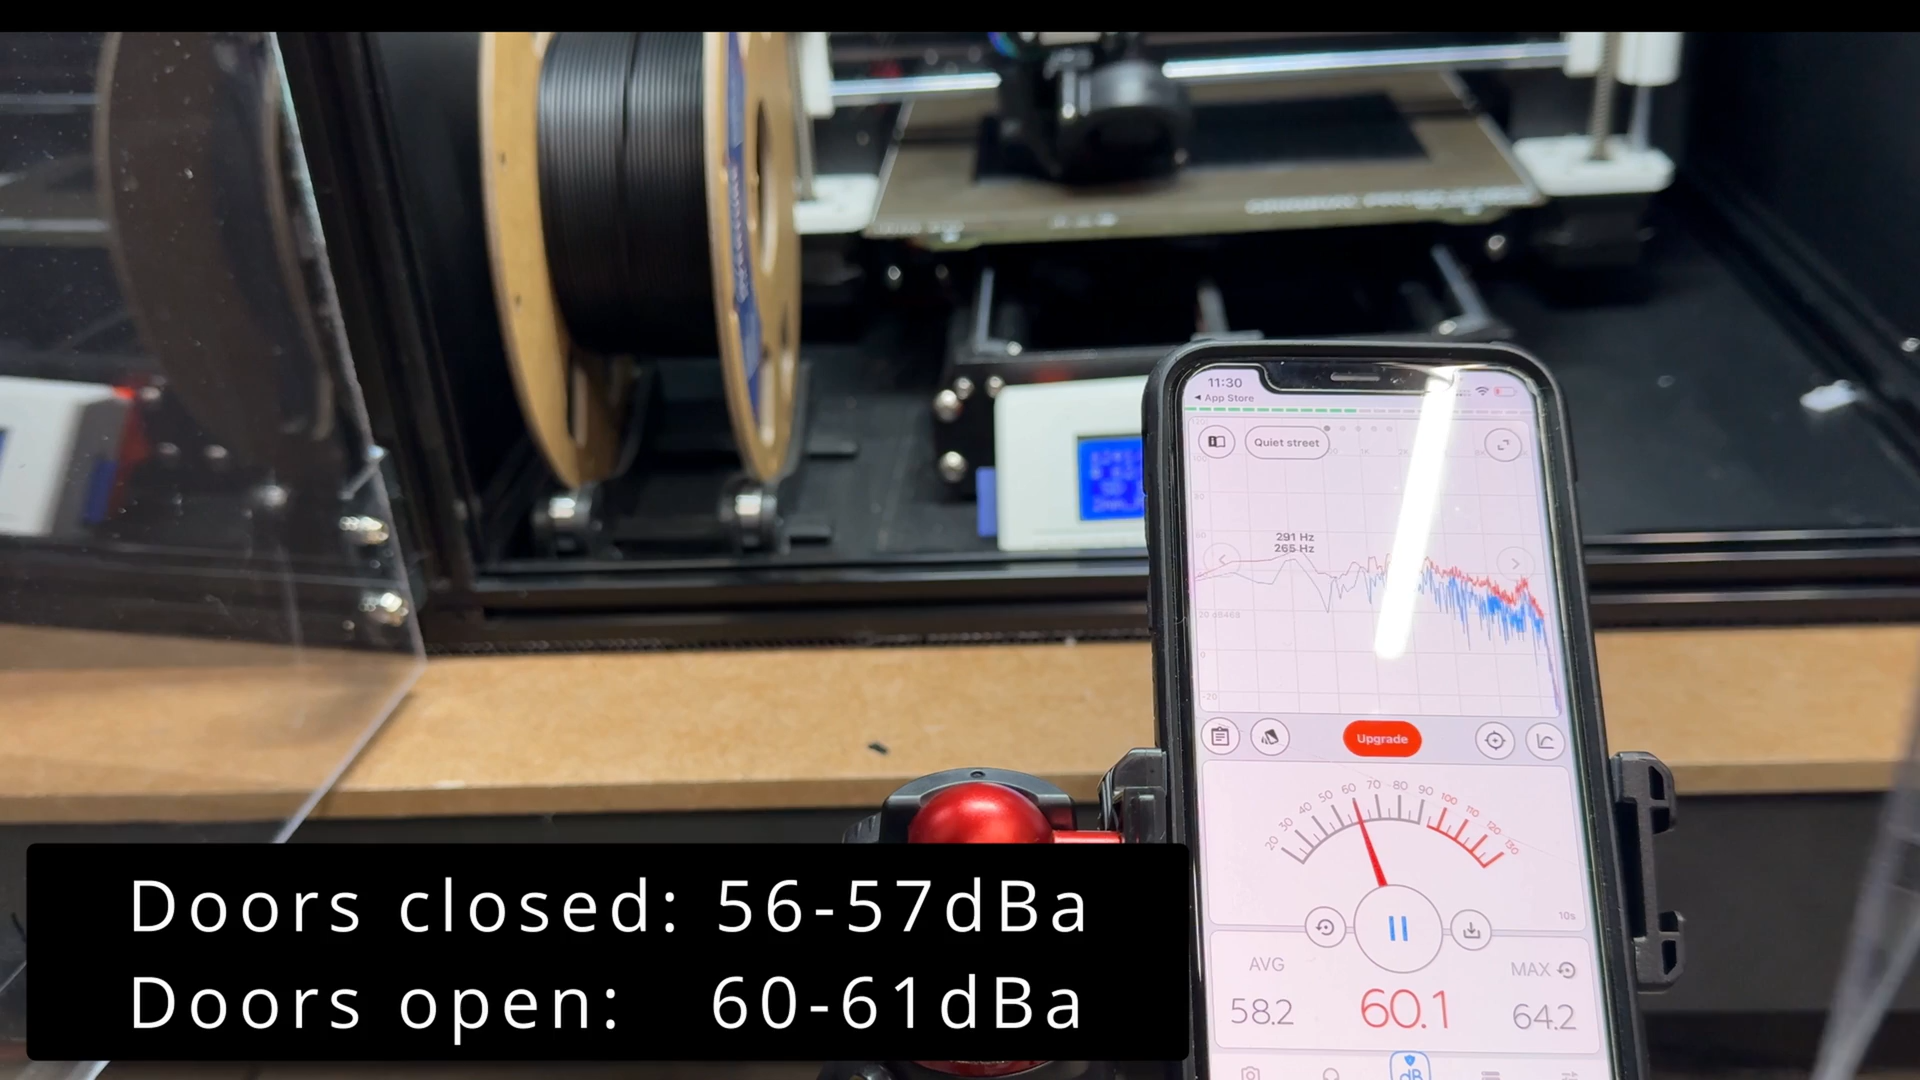 11:30
App Store
Quiet street
291 Hz
265 Hz
Upgrade
20 30 40 50 60 70 80 90 100 110 120 130
10s
AVG
MAX
58.2
60.1
64.2
dB
Doors closed: 56-57dBa
Doors open: 60-61dBa